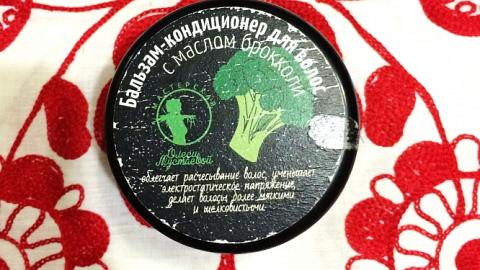 Бальзам-кондиционер для волос
с маслом брокколи
МАСТЕРСКАЯ
Олеси
Мустаевой
облегчает расчесывание волос, уменьшает
электростатическое напряжение,
делает волосы более мягкими
и шелковистыми